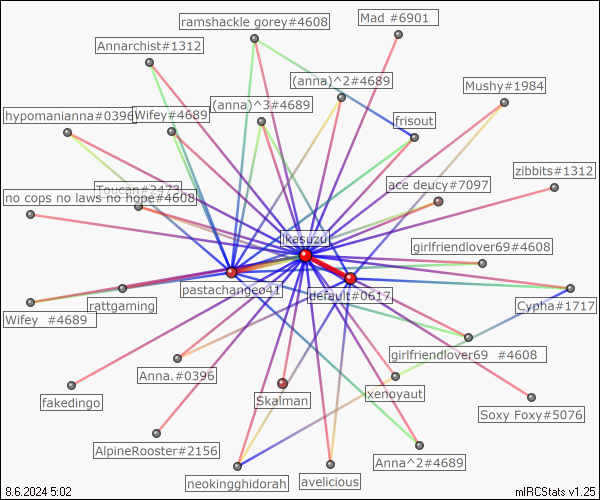 ramshackle gorey#4608
Mad #6901
Annarchist#1312
(anna)^2#4689
Mushy#1984
(anna)^3#4689
hypomanianna#0396
Wifey#4689
frisout
zibbits#1312
ace deucy#7097
Toucan#2473
no cops no laws no hope#4608
ikasuzu
girlfriendlover69#4608
pastachangeo41
default#0617
rattgaming
Cypha#1717
Wifey #4689
girlfriendlover69 #4608
Anna.#0396
xenoyaut
fakedingo
Skalman
Soxy Foxy#5076
AlpineRooster#2156
Anna^2#4689
neokingghidorah
avelicious
8.6.2024 5:02
mIRCStats v1.25